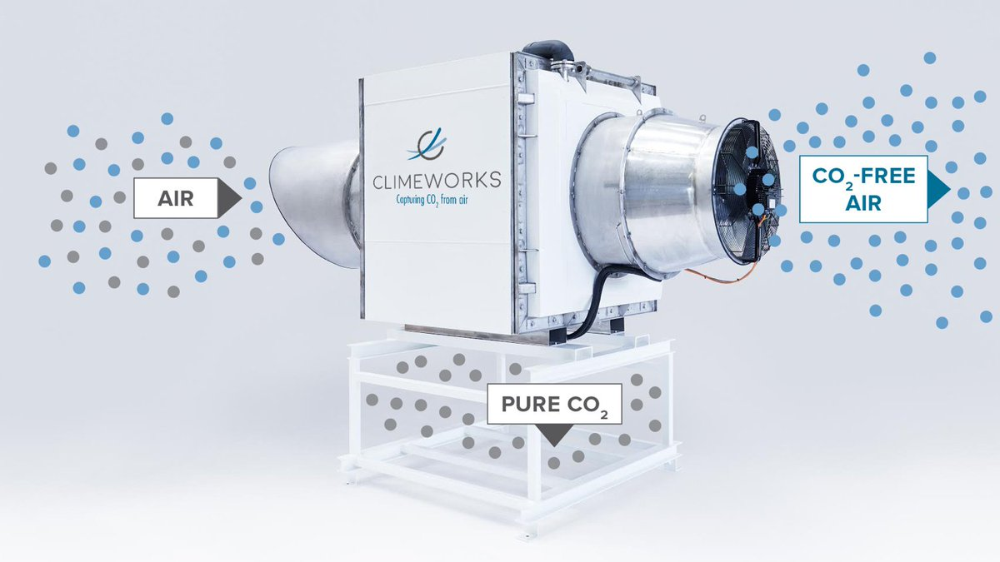 AIR
CLIMEWORKS
Capturing CO₂ from air
CO₂-FREE
AIR
PURE CO₂